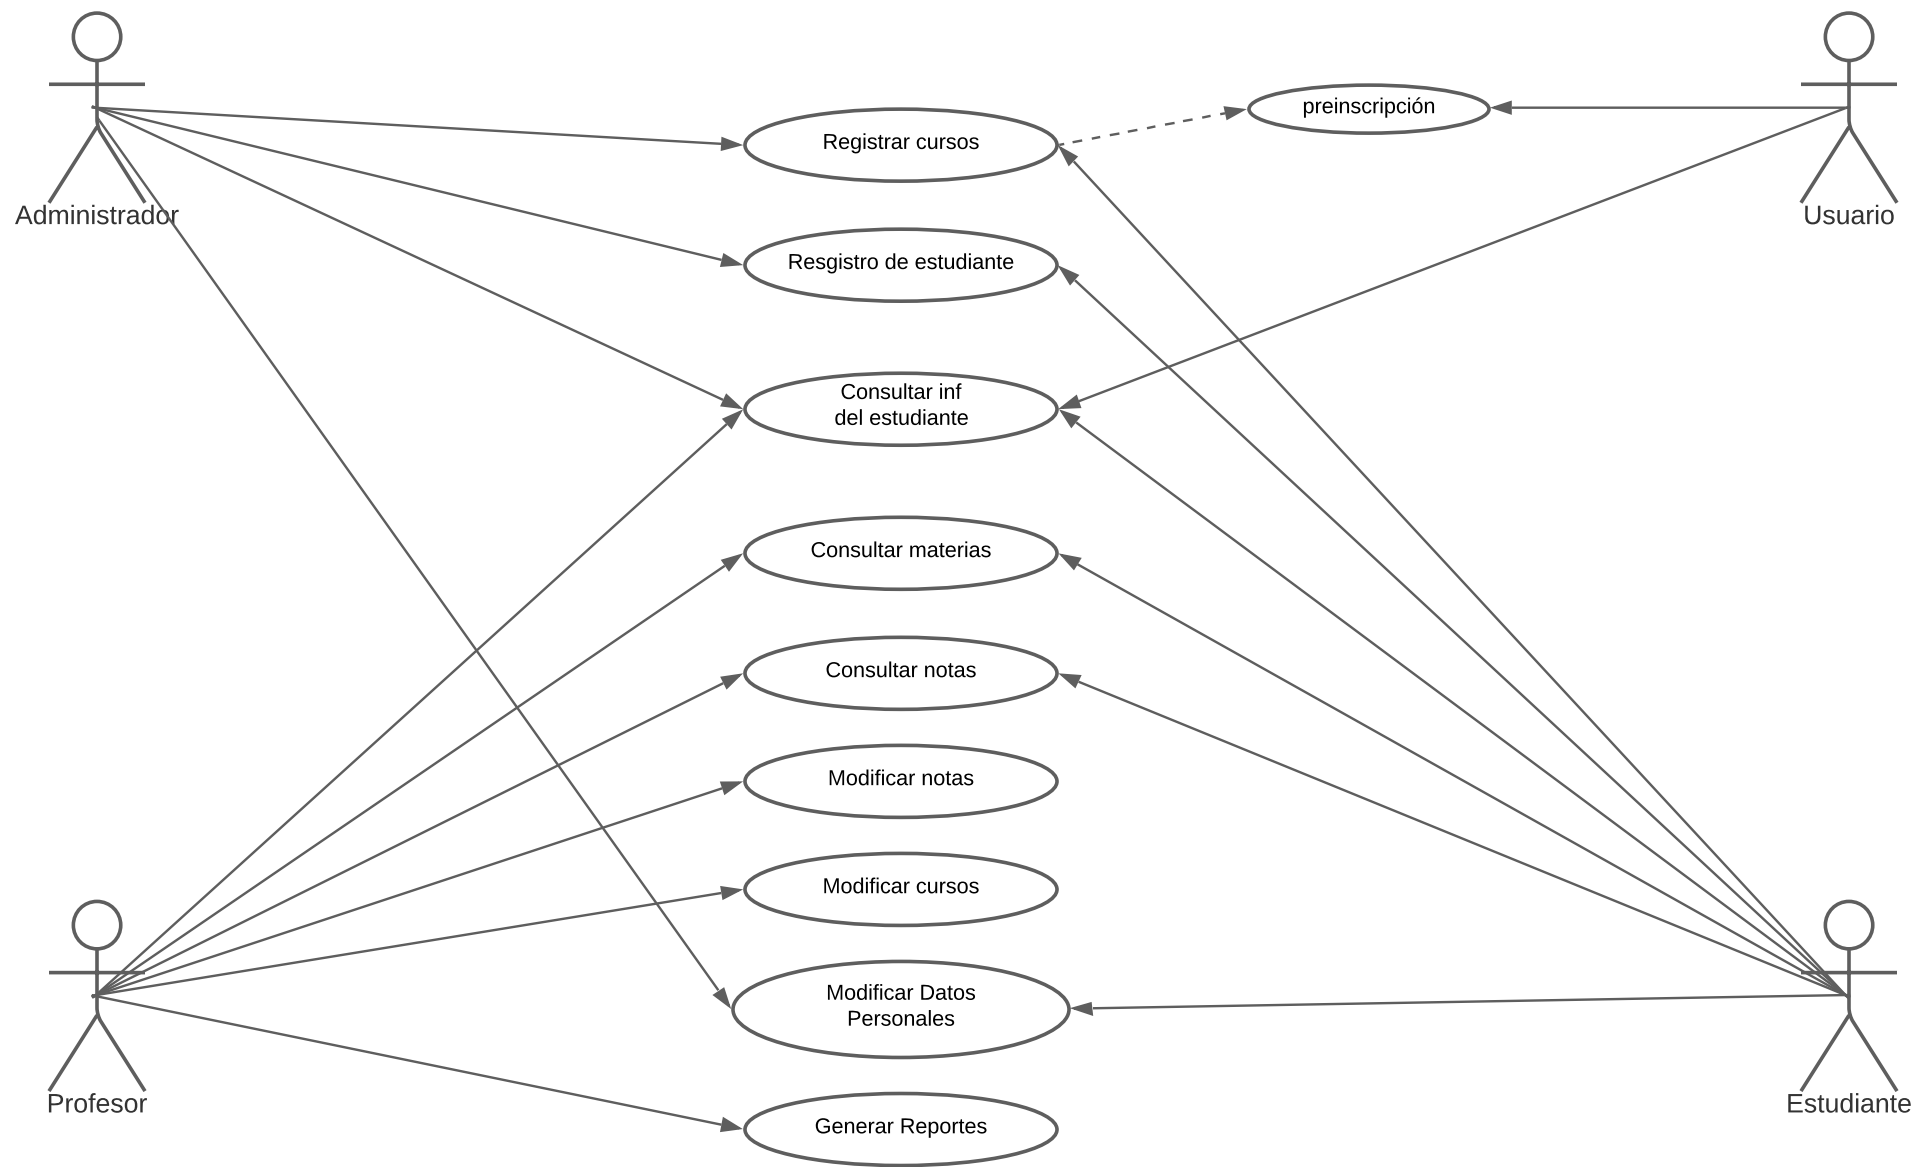 preinscripción
Registrar cursos
Administrador
Usuario
Resgistro de estudiante
Consultar inf
del estudiante
Consultar materias
Consultar notas
Modificar notas
Modificar cursos
Modificar Datos
Personales
Profesor
Estudiante
Generar Reportes